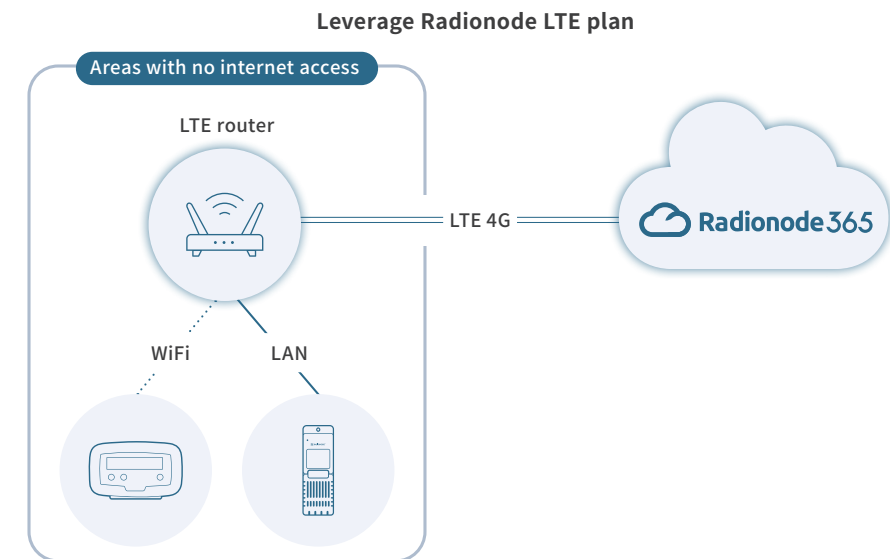 Leverage Radionode LTE plan
Areas with no internet access
LTE router
LTE 4G
Radionode365
WiFi
LAN